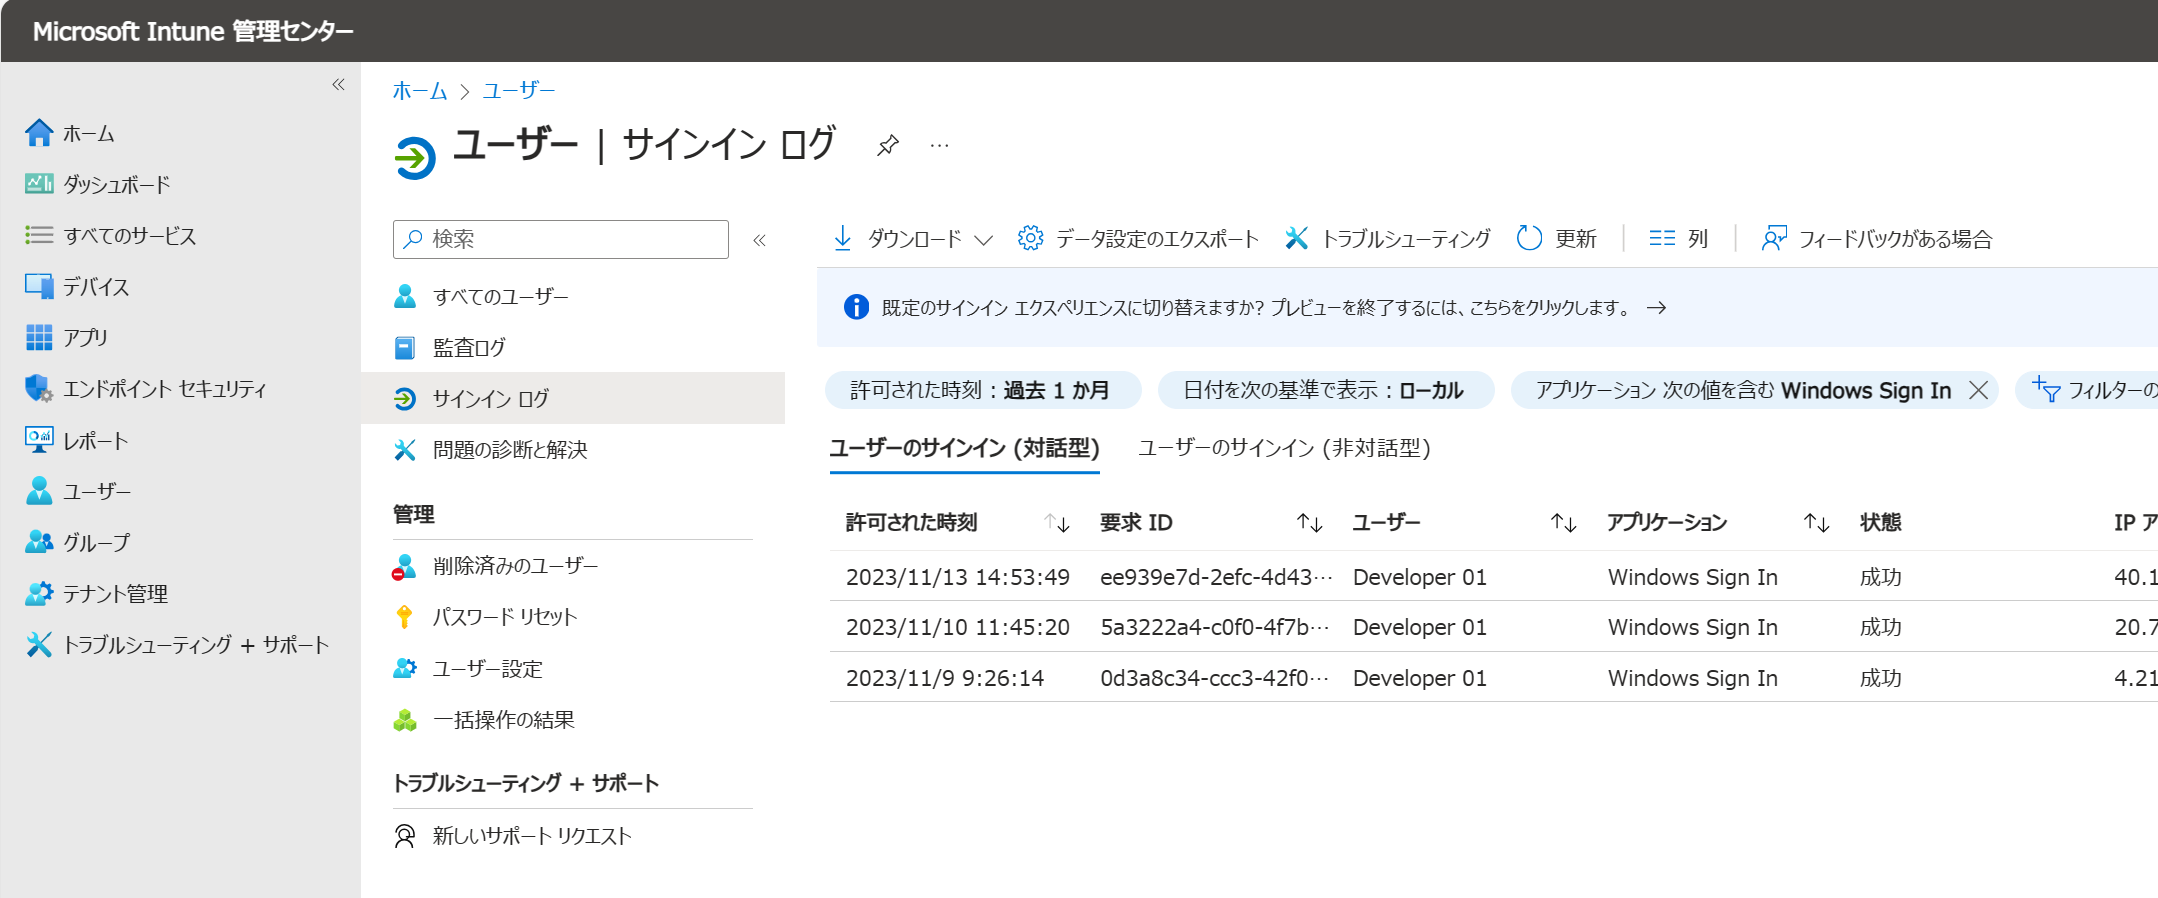 Microsoft Intune 管理センター
ホーム
ダッシュボード
すべてのサービス
デバイス
アプリ
エンドポイント セキュリティ
レポート
ユーザー
グループ
テナント管理
トラブルシューティング + サポート
ホーム > ユーザー
ユーザー | サインイン ログ ...
検索
すべてのユーザー
監査ログ
サインイン ログ
問題の診断と解決
管理
削除済みのユーザー
パスワード リセット
ユーザー設定
一括操作の結果
トラブルシューティング + サポート
新しいサポート リクエスト
ダウンロード データ設定のエクスポート トラブルシューティング 更新 列 フィードバックがある場合
既定のサインイン エクスペリエンスに切り替えますか? プレビューを終了するには、こちらをクリックします。 →
許可された時刻 : 過去 1 か月 日付を次の基準で表示 : ローカル アプリケーション 次の値を含む Windows Sign In フィルターの
ユーザーのサインイン (対話型) ユーザーのサインイン (非対話型)
許可された時刻 要求 ID ユーザー アプリケーション 状態 IP ア
2023/11/13 14:53:49 ee939e7d-2efc-4d43… Developer 01 Windows Sign In 成功 40.1
2023/11/10 11:45:20 5a3222a4-c0f0-4f7b… Developer 01 Windows Sign In 成功 20.7
2023/11/9 9:26:14 0d3a8c34-ccc3-42f0… Developer 01 Windows Sign In 成功 4.21